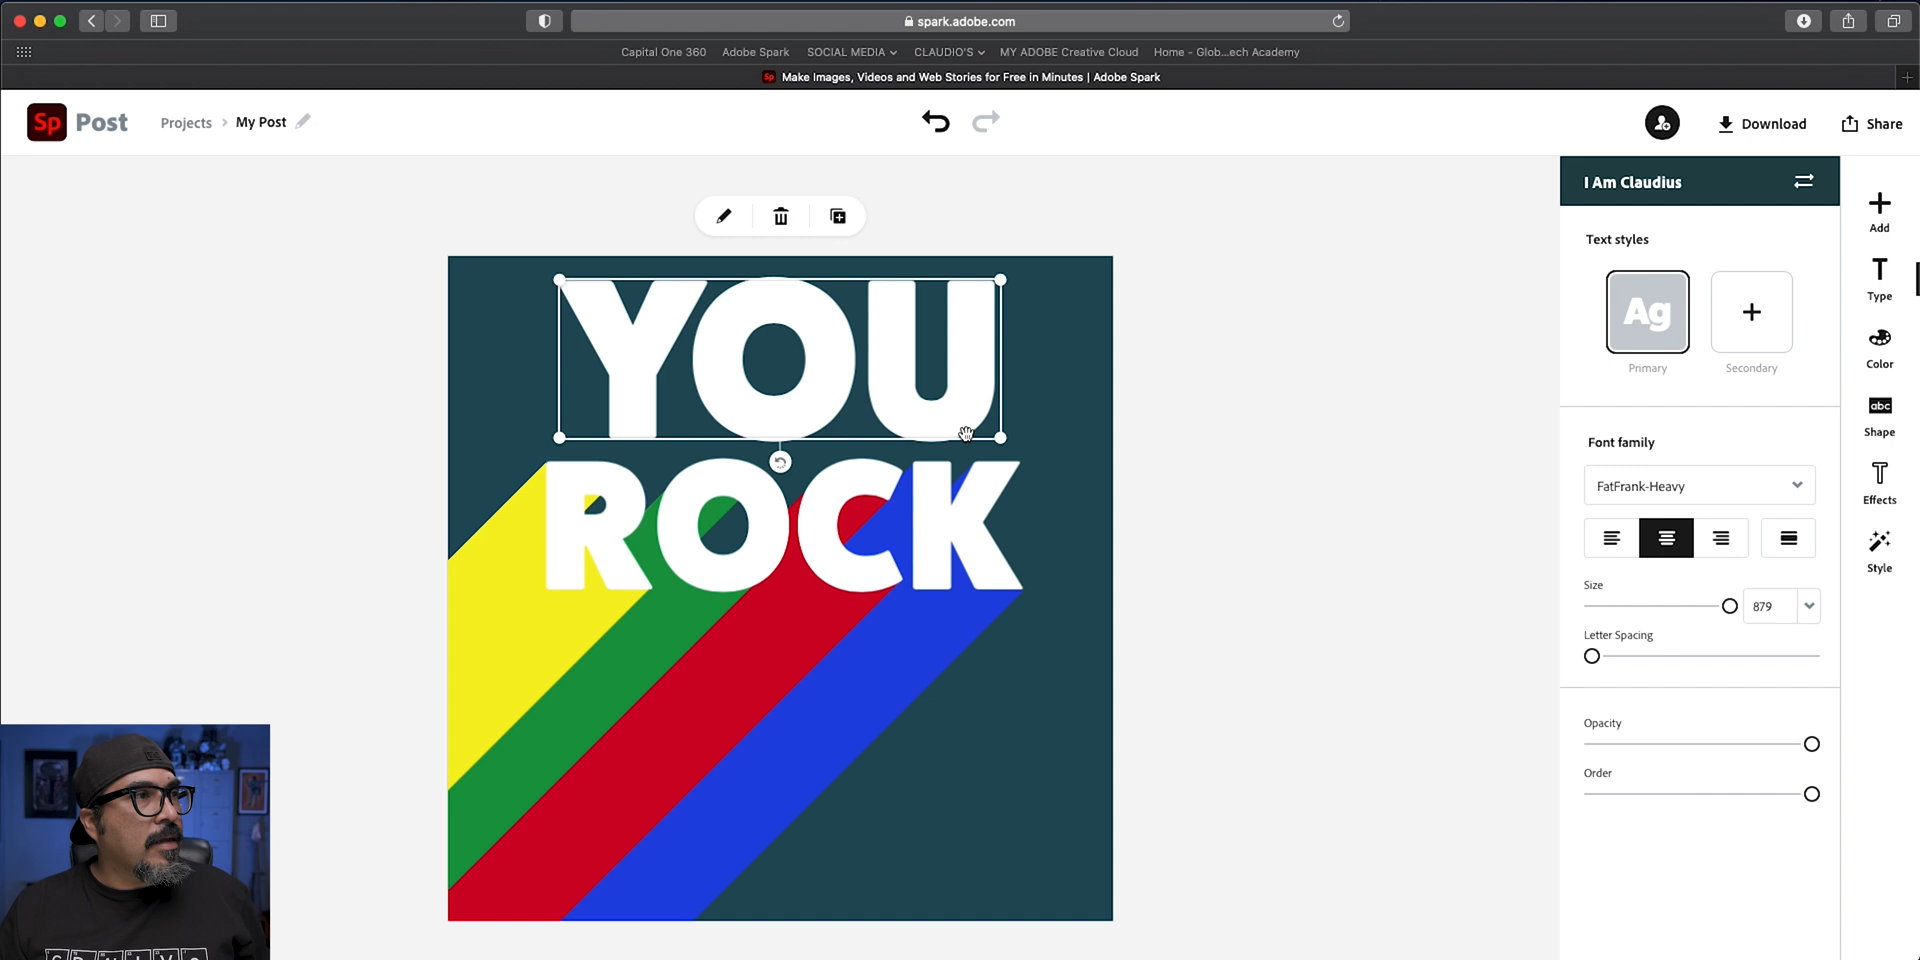 spark.adobe.com
Capital One 360 Adobe Spark SOCIAL MEDIA CLAUDIO'S MY ADOBE Creative Cloud Home - Glob...ech Academy
Sp Make Images, Videos and Web Stories for Free in Minutes | Adobe Spark
Sp Post Projects > My Post
Download Share
I Am Claudius
Text styles
Ag
Primary Secondary
Font family
FatFrank-Heavy
Size
879
Letter Spacing
Opacity
Order
Add
T
Type
Color
abc
Shape
T
Effects
Style
YOU
ROCK